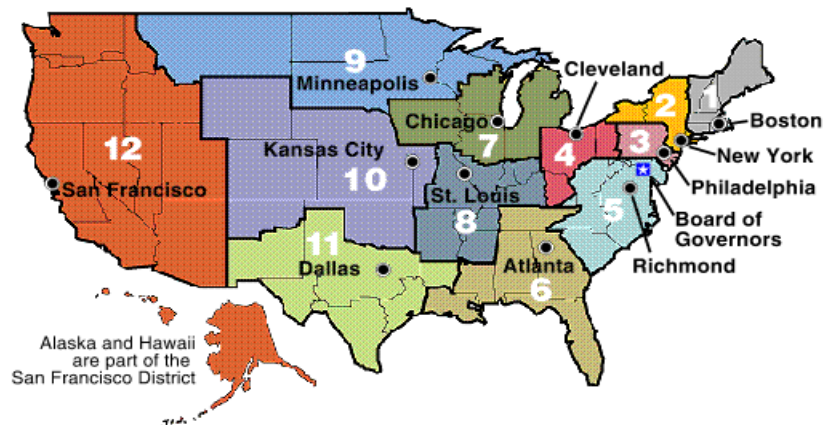 9
Minneapolis
Cleveland
2
1
Chicago
7
Boston
12
Kansas City
4
3
New York
10
San Francisco
St. Louis
Philadelphia
8
5
Board of
Governors
11
Dallas
Atlanta
Richmond
6
Alaska and Hawaii
are part of the
San Francisco District